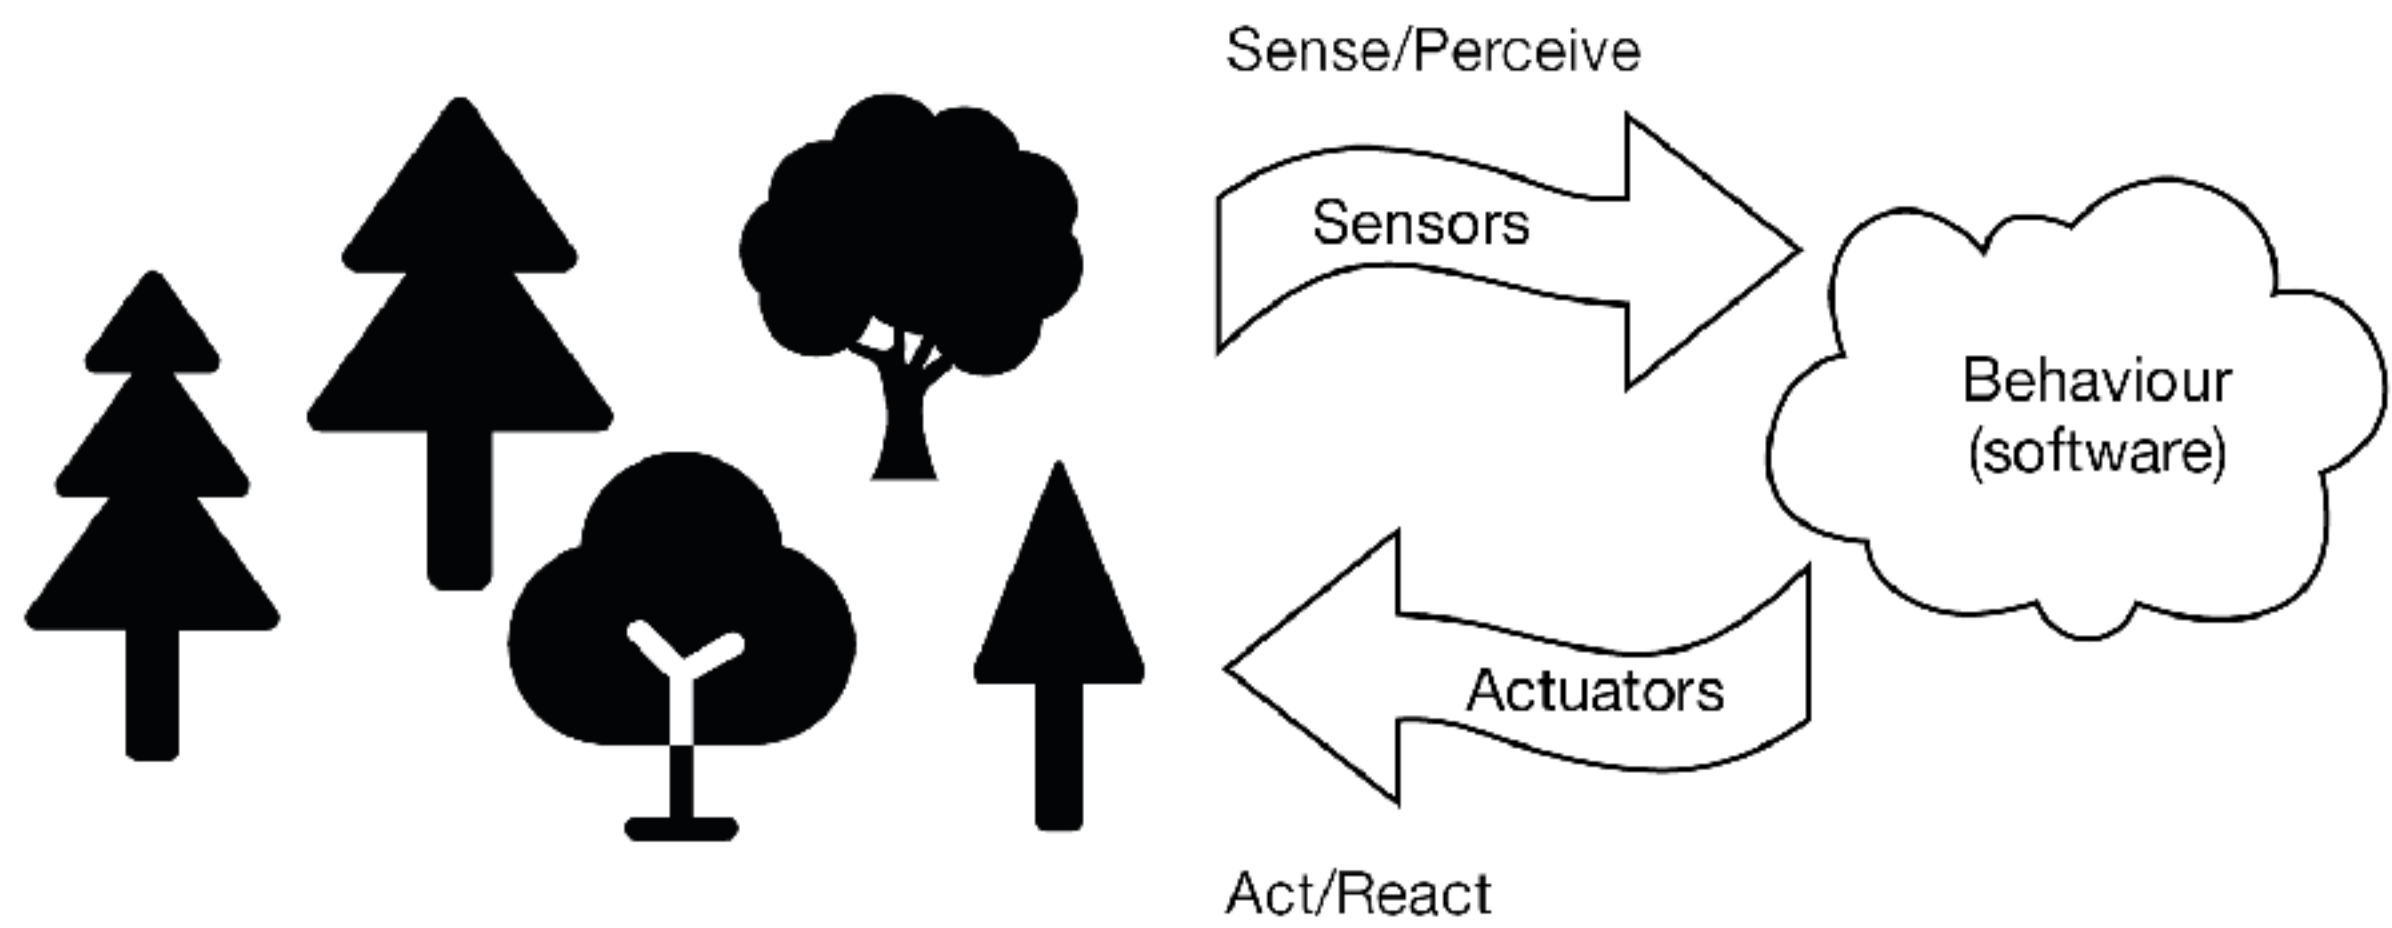 Sense/Perceive
Sensors
Behaviour
(software)
Actuators
Act/React